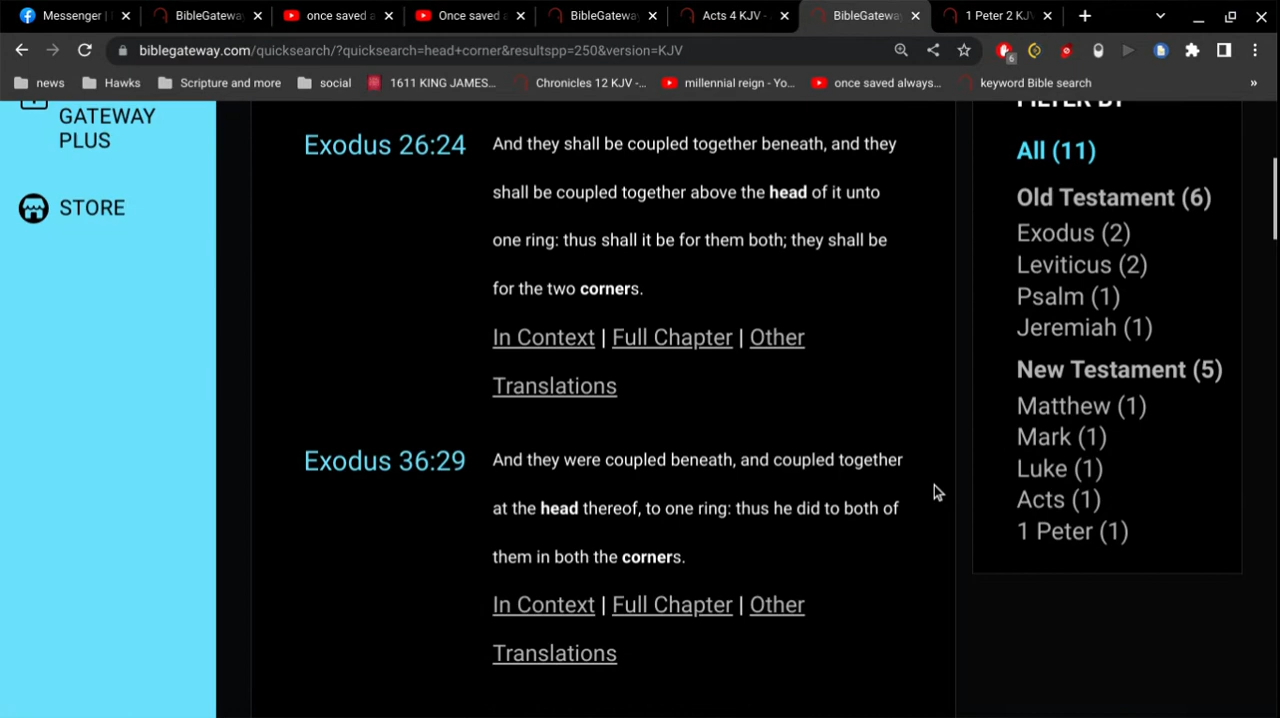 Messenger |
BibleGateway
once saved a
Once saved a
BibleGateway
Acts 4 KJV -
BibleGateway
1 Peter 2 KJV
biblegateway.com/quicksearch/?quicksearch=head+corner&resultspp=250&version=KJV
6
news
Hawks
Scripture and more
social
1611 KING JAMES...
Chronicles 12 KJV -...
millennial reign - Yo...
once saved always...
keyword Bible search
»
GATEWAY
PLUS
STORE
Exodus 26:24
And they shall be coupled together beneath, and they
shall be coupled together above the head of it unto
one ring: thus shall it be for them both; they shall be
for the two corners.
In Context | Full Chapter | Other
Translations
Exodus 36:29
And they were coupled beneath, and coupled together
at the head thereof, to one ring: thus he did to both of
them in both the corners.
In Context | Full Chapter | Other
Translations
FILTER BY
All (11)
Old Testament (6)
Exodus (2)
Leviticus (2)
Psalm (1)
Jeremiah (1)
New Testament (5)
Matthew (1)
Mark (1)
Luke (1)
Acts (1)
1 Peter (1)